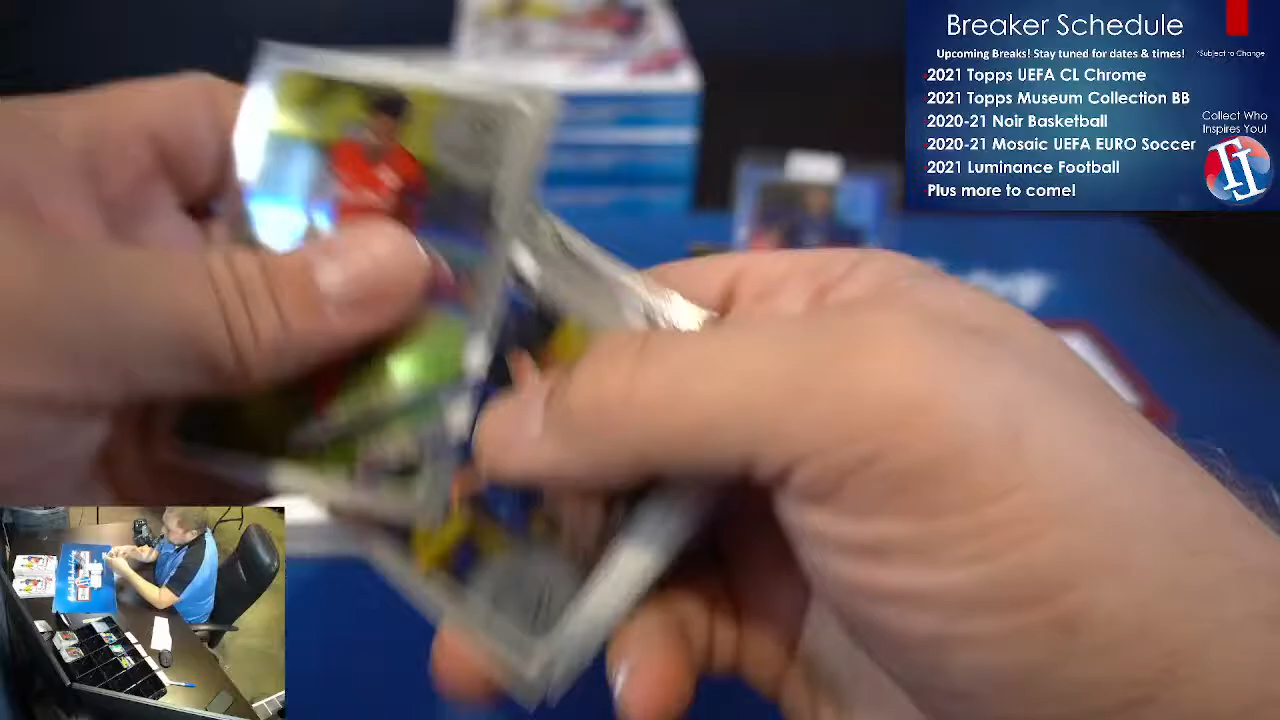 Breaker Schedule
Upcoming Breaks! Stay tuned for dates & times!
*Subject to Change
2021 Topps UEFA CL Chrome
2021 Topps Museum Collection BB
2020-21 Noir Basketball
2020-21 Mosaic UEFA EURO Soccer
2021 Luminance Football
Plus more to come!
Collect Who
Inspires You!